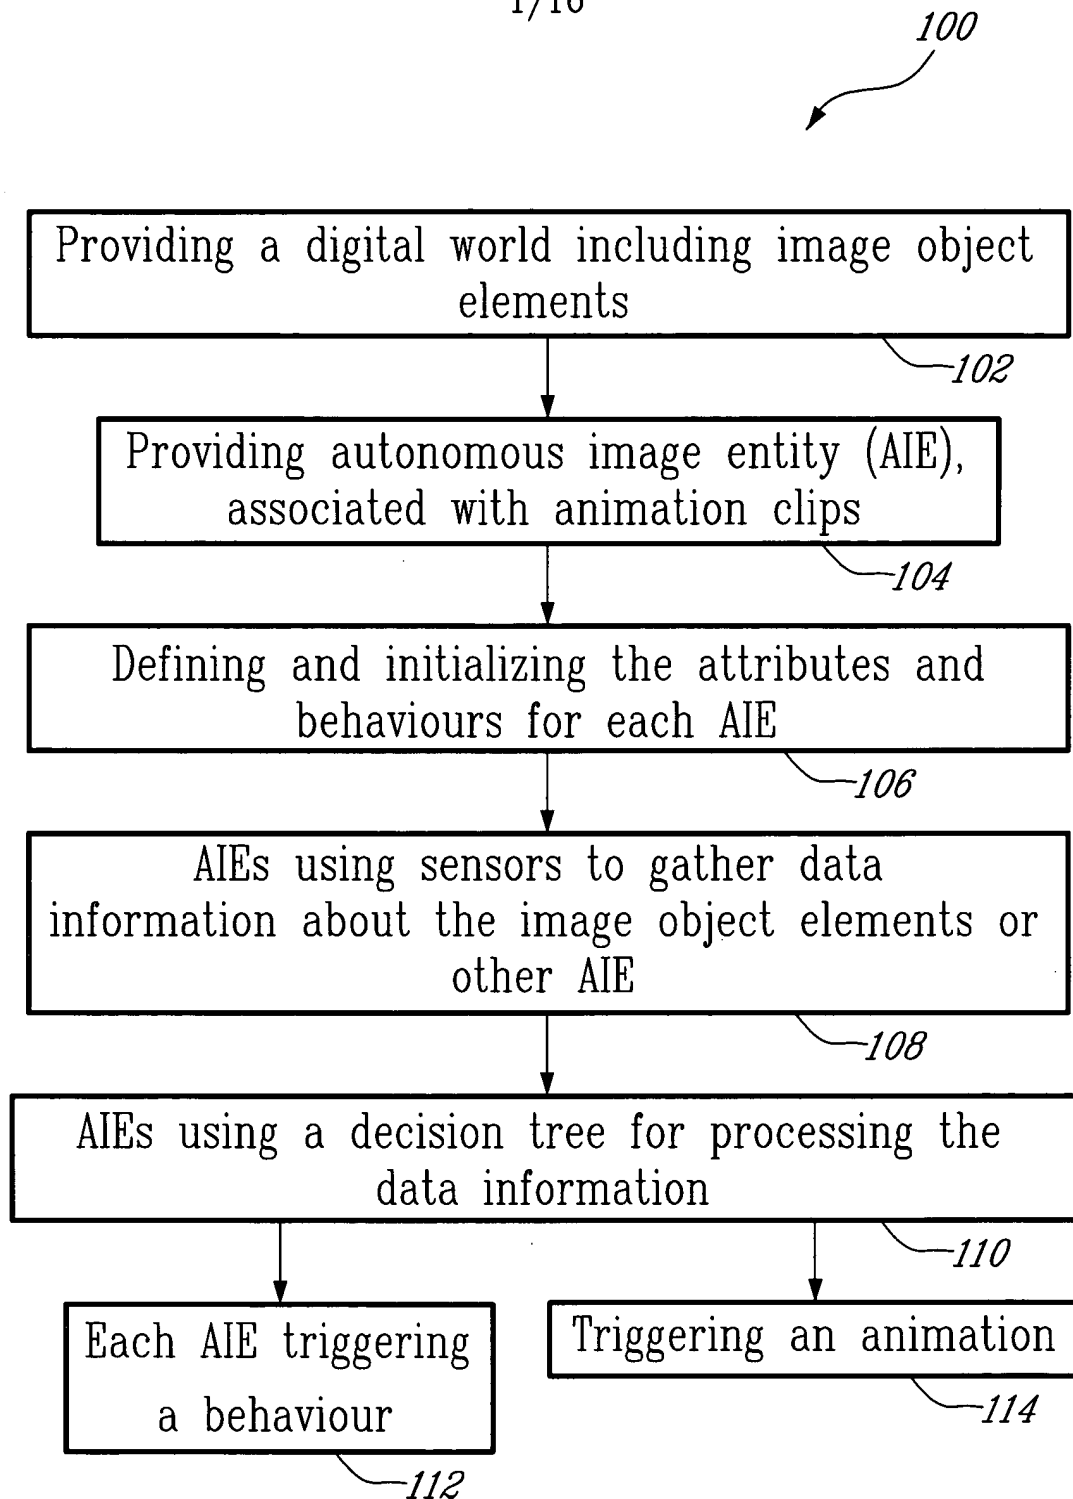 1/16
100
Providing a digital world including image object
elements
102
Providing autonomous image entity (AIE),
associated with animation clips
104
Defining and initializing the attributes and
behaviours for each AIE
106
AIEs using sensors to gather data
information about the image object elements or
other AIE
108
AIEs using a decision tree for processing the
data information
110
Each AIE triggering
a behaviour
112
Triggering an animation
114